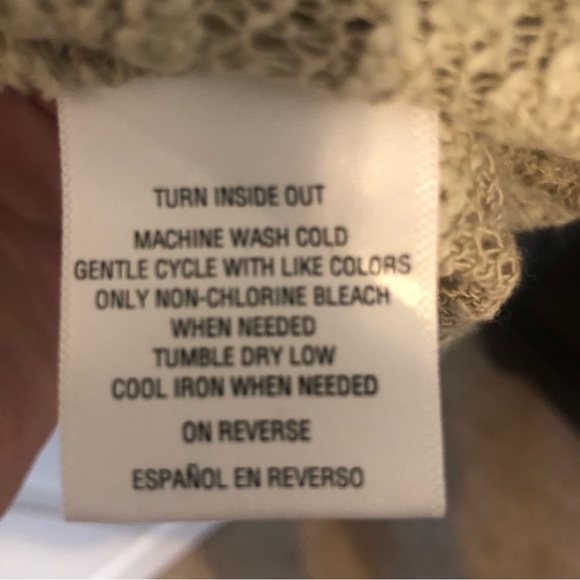 TURN INSIDE OUT
MACHINE WASH COLD
GENTLE CYCLE WITH LIKE COLORS
ONLY NON-CHLORINE BLEACH
WHEN NEEDED
TUMBLE DRY LOW
COOL IRON WHEN NEEDED
ON REVERSE
ESPAÑOL EN REVERSO